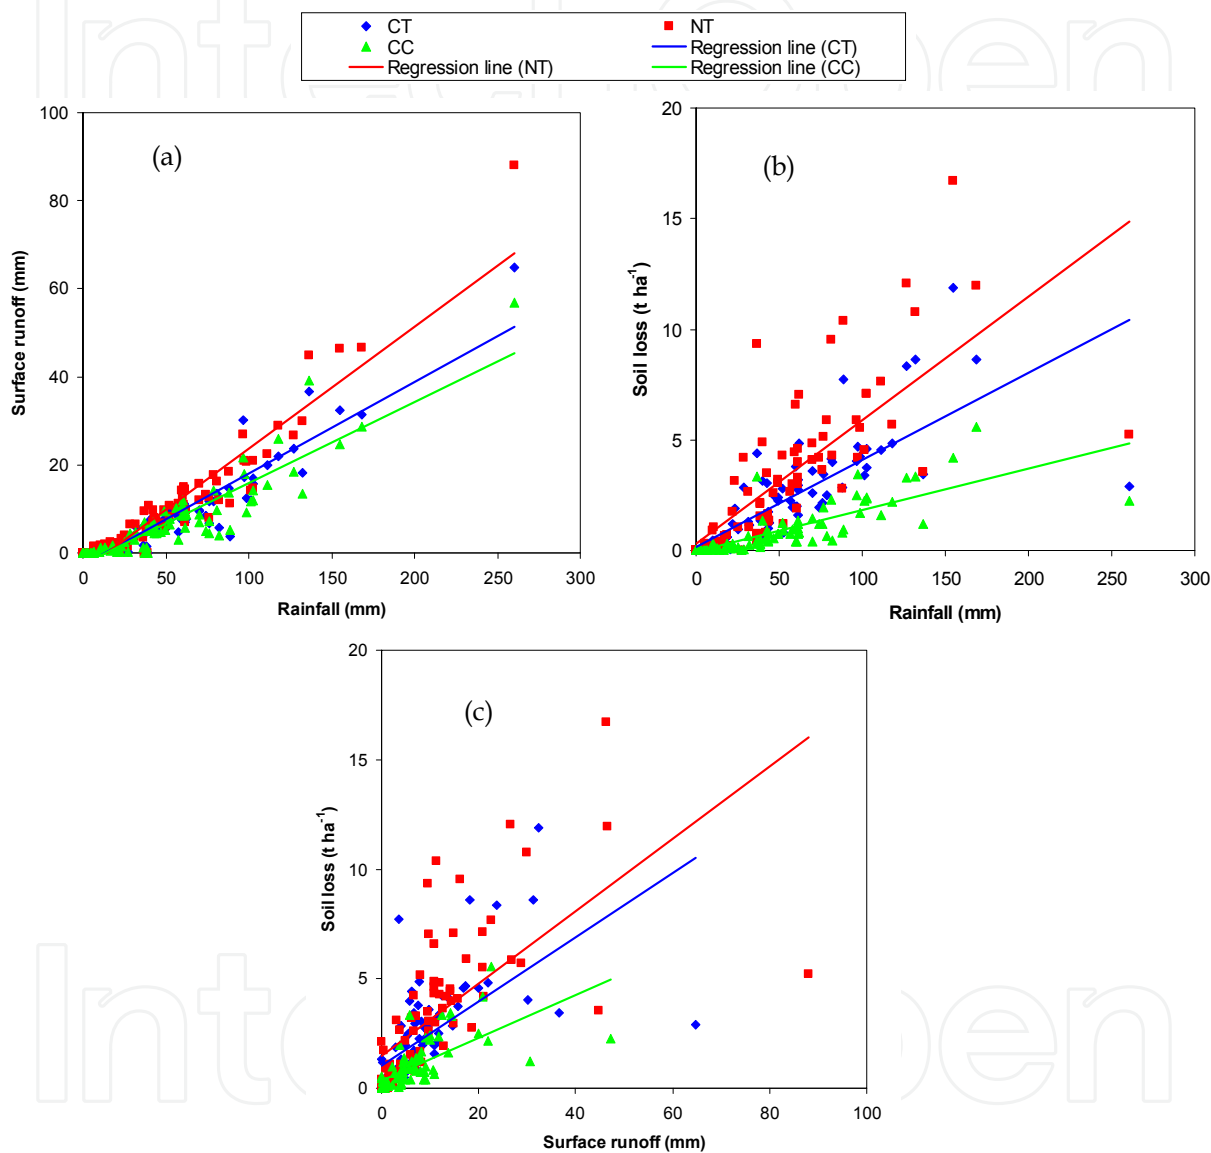 CT
NT
CC
Regression line (CT)
Regression line (NT)
Regression line (CC)
(a)
100
80
60
40
20
0
0 50 100 150 200 250 300
Surface runoff (mm)
Rainfall (mm)
(b)
20
15
10
5
0
0 50 100 150 200 250 300
Soil loss (t ha⁻¹)
Rainfall (mm)
(c)
20
15
10
5
0
0 20 40 60 80 100
Soil loss (t ha⁻¹)
Surface runoff (mm)